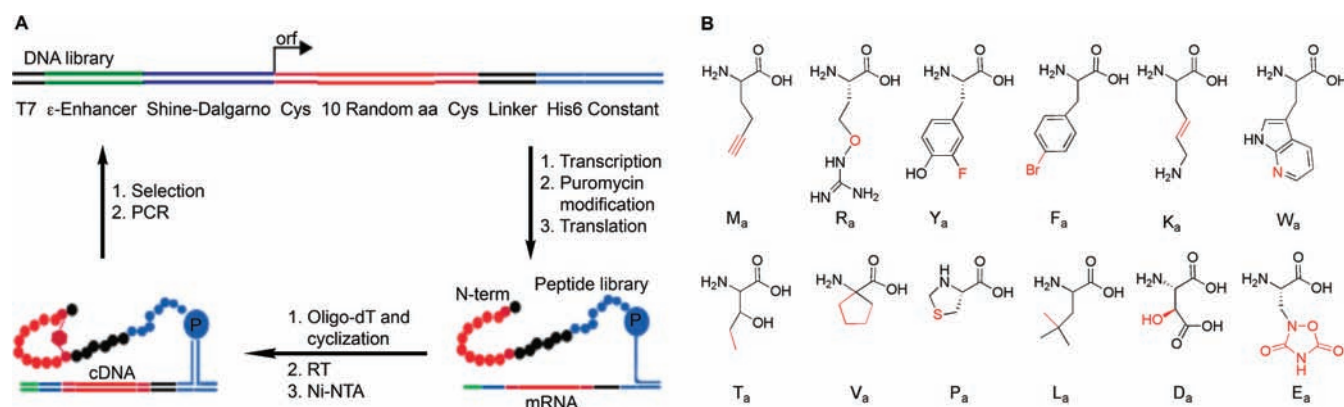 A
DNA library
orf
T7 ε-Enhancer Shine-Dalgarno Cys 10 Random aa Cys Linker His6 Constant
1. Selection
2. PCR
1. Transcription
2. Puromycin
modification
3. Translation
N-term
Peptide library
P
P
1. Oligo-dT and
cyclization
2. RT
3. Ni-NTA
cDNA
mRNA
B
O
H2N
OH
Ma
O
H2N
OH
O
HN
HN
NH2
Ra
O
H2N
OH
HO
F
Ya
O
H2N
OH
Br
Fa
O
H2N
OH
H2N
Ka
O
H2N
OH
HN
N
Wa
O
H2N
OH
OH
Ta
O
H2N
OH
Va
H
N
O
OH
S
Pa
O
H2N
OH
La
O
H2N
OH
HO
OH
O
Da
O
H2N
OH
N
O
O
N
H
O
Ea